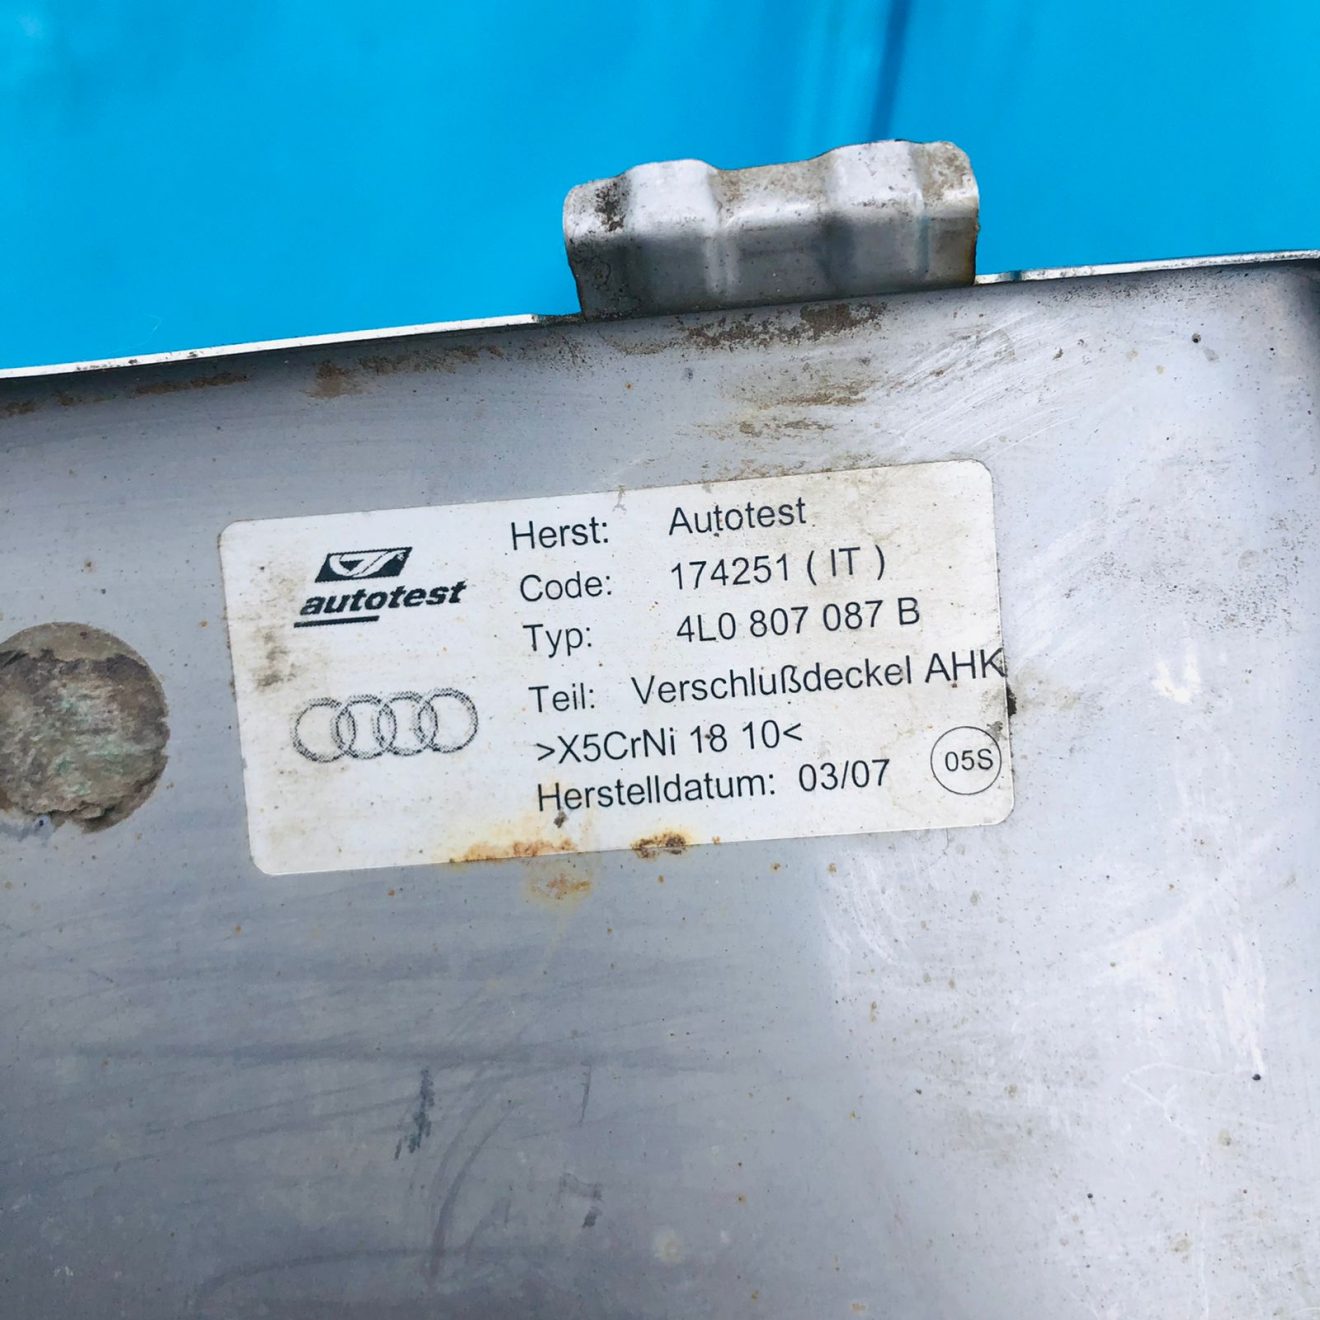 autotest
Herst: Autotest
Code: 174251 ( IT )
Typ: 4L0 807 087 B
Teil: Verschlußdeckel AHK
>X5CrNi 18 10<
Herstelldatum: 03/07
05S